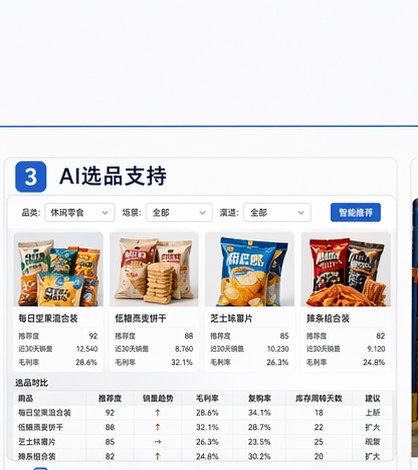 3 AI选品支持
品类: 休闲零食 场景: 全部 渠道: 全部 智能推荐
每日坚果混合装 低糖燕麦饼干 芝士味薯片 辣条组合装
推荐度 92 推荐度 88 推荐度 85 推荐度 82
近30天销量 12,540 近30天销量 8,760 近30天销量 10,230 近30天销量 9,120
毛利率 28.6% 毛利率 32.1% 毛利率 26.3% 毛利率 24.8%
选品对比
商品 推荐度 销量趋势 毛利率 复购率 库存周转天数 建议
每日坚果混合装 92 ↑ 28.6% 34.1% 18 上新
低糖燕麦饼干 88 ↑ 32.1% 28.7% 22 扩大
芝士味薯片 85 → 26.3% 23.5% 25 观察
辣条组合装 82 ↑ 24.8% 30.2% 20 扩大